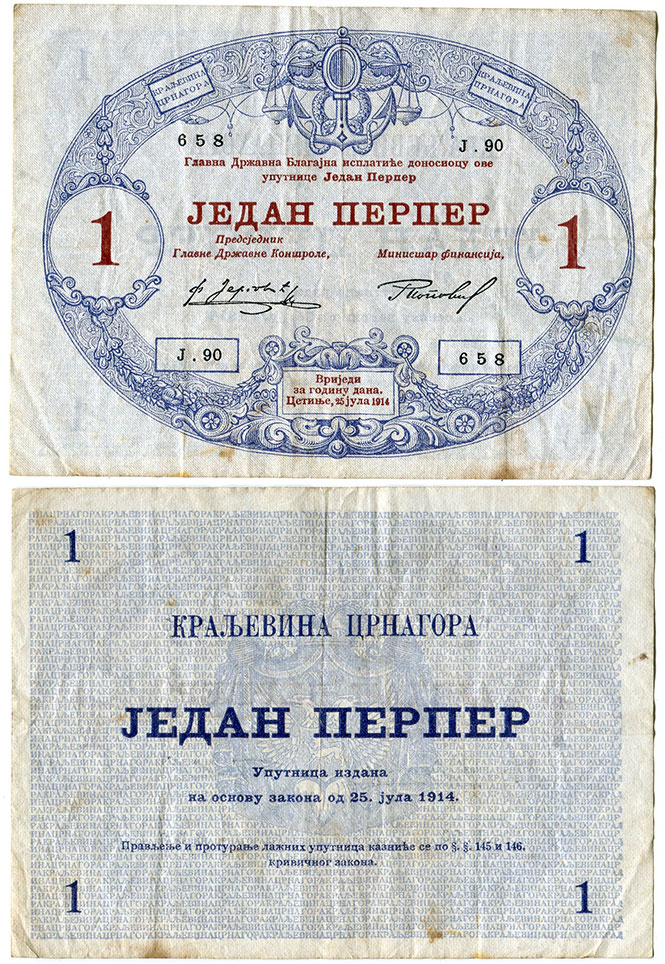 КРАЉЕВИНА
ЦРНАГОРА
КРАЉЕВИНА
ЦРНАГОРА
658
J. 90
Главна Државна Благајна исплатиће доносиоцу ове
упутнице Један Перпер
1
ЈЕДАН ПЕРПЕР
1
Предсједник
Главне Државне Контроле,
Министар финансија,
J. 90
658
Вриједи
за годину дана.
Цетиње, 25 јула 1914
1
1
КРАЉЕВИНА ЦРНАГОРА
ЈЕДАН ПЕРПЕР
Упутница издана
на основу закона од 25. јула 1914.
Прављење и протурање лажних упутница казниће се по §. §. 145 и 146.
кривичног закона.
1
1